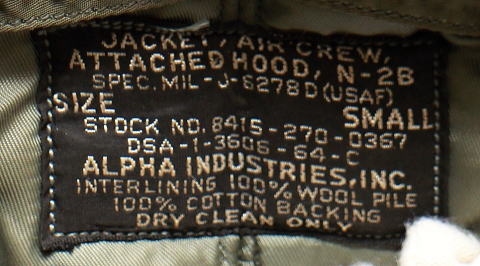 JACKET, AIR CREW,
ATTACHED HOOD, N-2B
SPEC. MIL-J-6278D (USAF)
SIZE SMALL
STOCK NO. 8415-270-0367
DSA-1-3606-64-C
ALPHA INDUSTRIES, INC.
INTERLINING 100% WOOL PILE
100% COTTON BACKING
DRY CLEAN ONLY